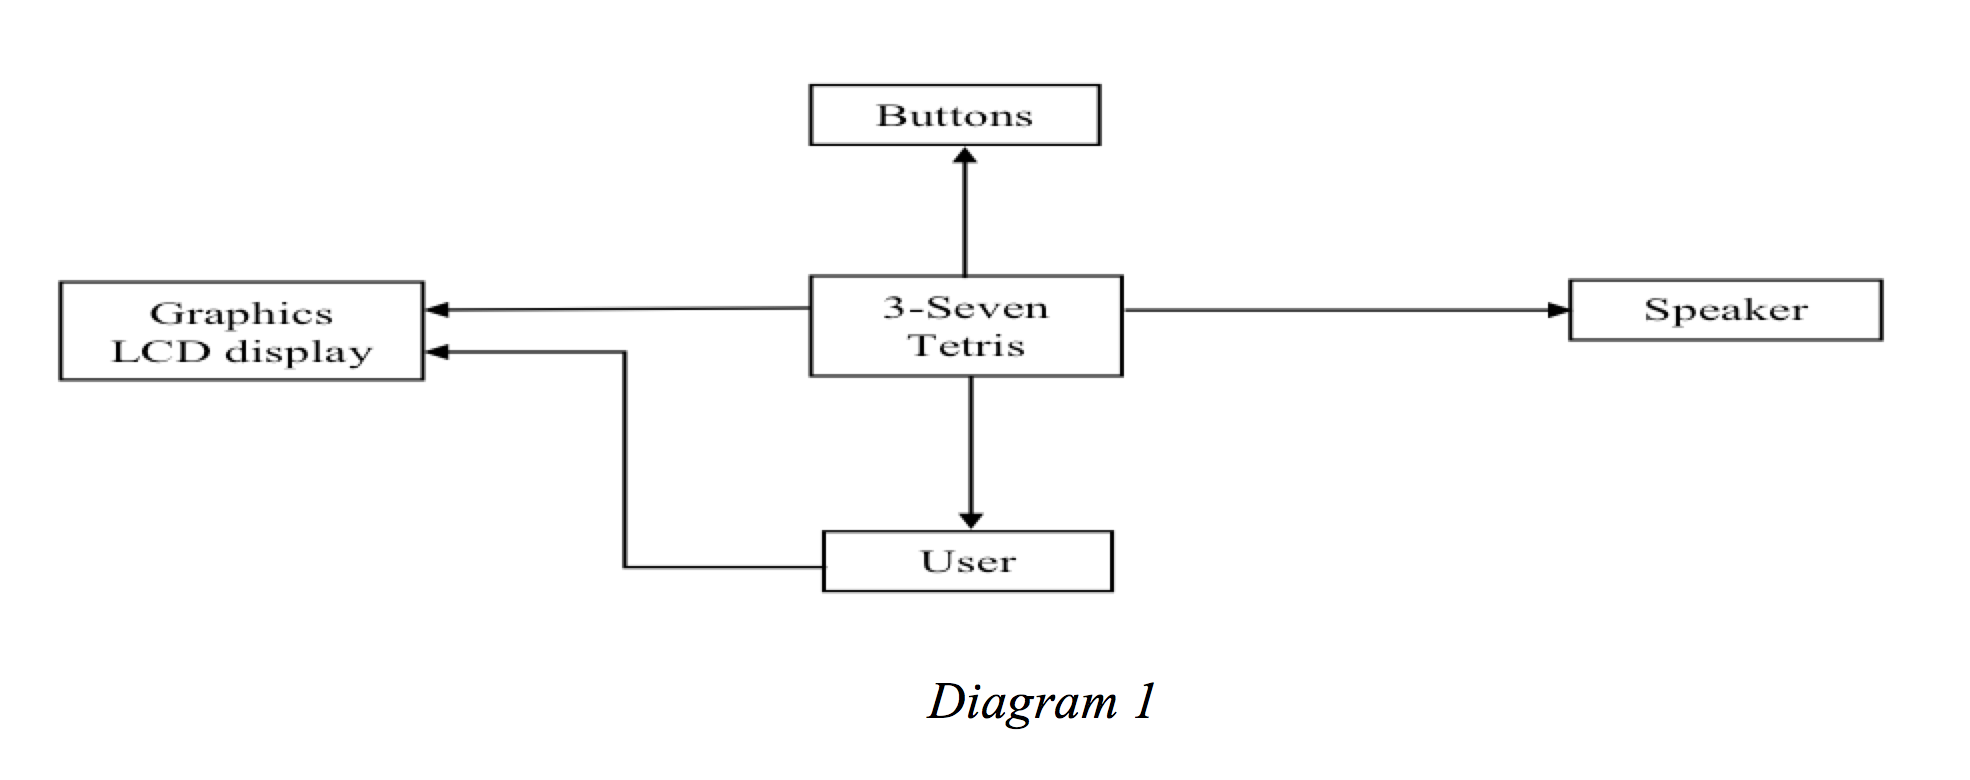 Buttons
Graphics
LCD display
3-Seven
Tetris
Speaker
User
Diagram 1